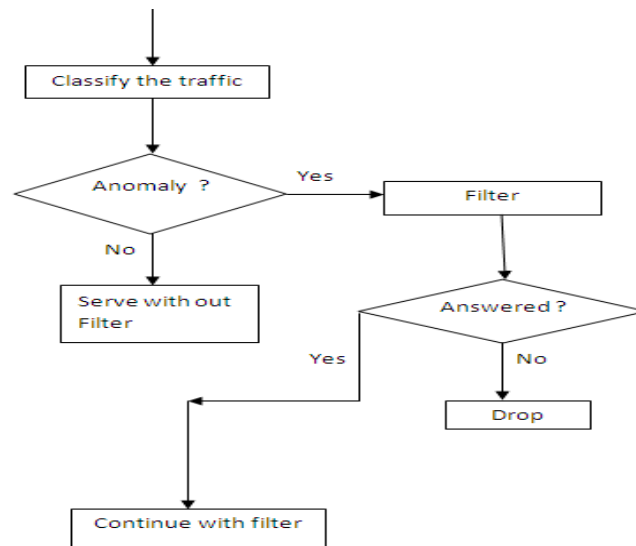 Classify the traffic
Anomaly ?
Yes
Filter
No
Serve with out
Filter
Answered ?
Yes
No
Drop
Continue with filter